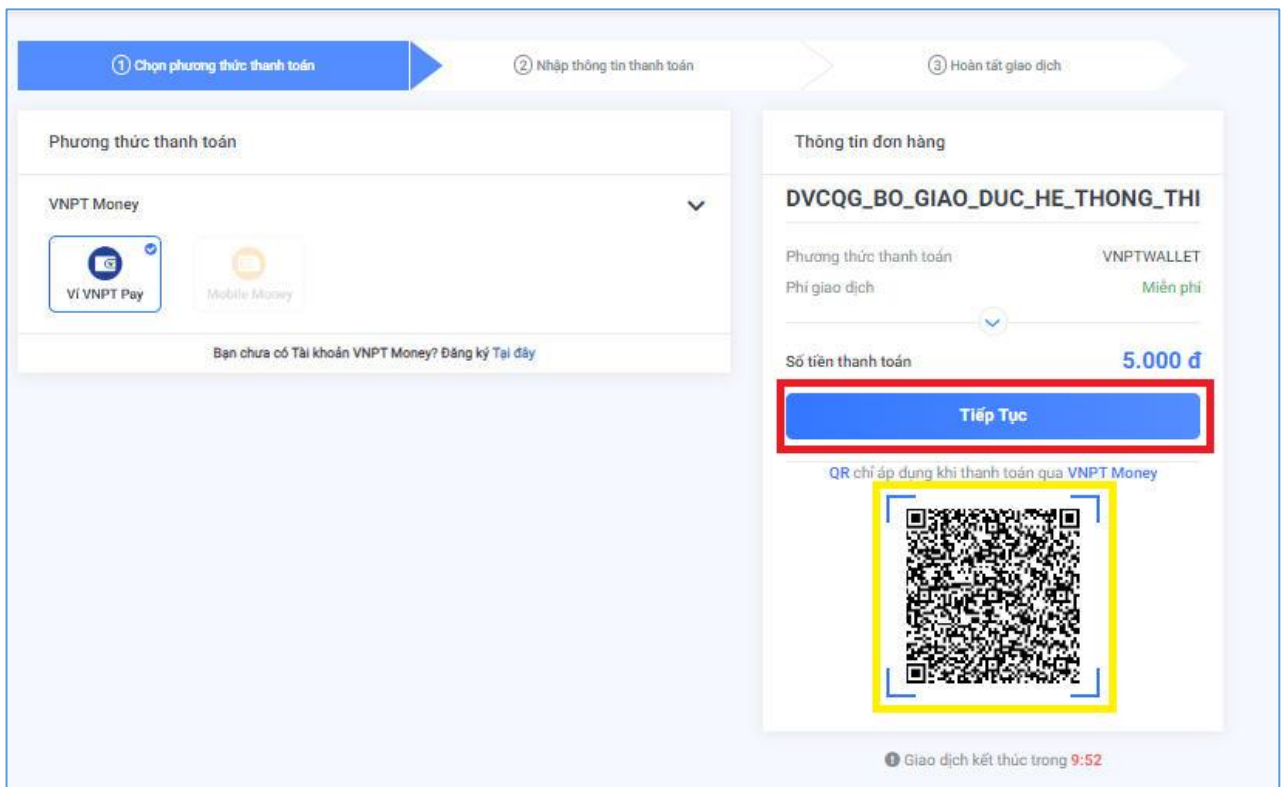 ① Chọn phương thức thanh toán
② Nhập thông tin thanh toán
③ Hoàn tất giao dịch
Phương thức thanh toán
VNPT Money
Ví VNPT Pay
Mobile Money
Bạn chưa có Tài khoản VNPT Money? Đăng ký Tại đây
Thông tin đơn hàng
DVCQG_BO_GIAO_DUC_HE_THONG_THI
Phương thức thanh toán VNPTWALLET
Phí giao dịch Miễn phí
Số tiền thanh toán 5.000 đ
Tiếp Tục
QR chỉ áp dụng khi thanh toán qua VNPT Money
Giao dịch kết thúc trong 9:52